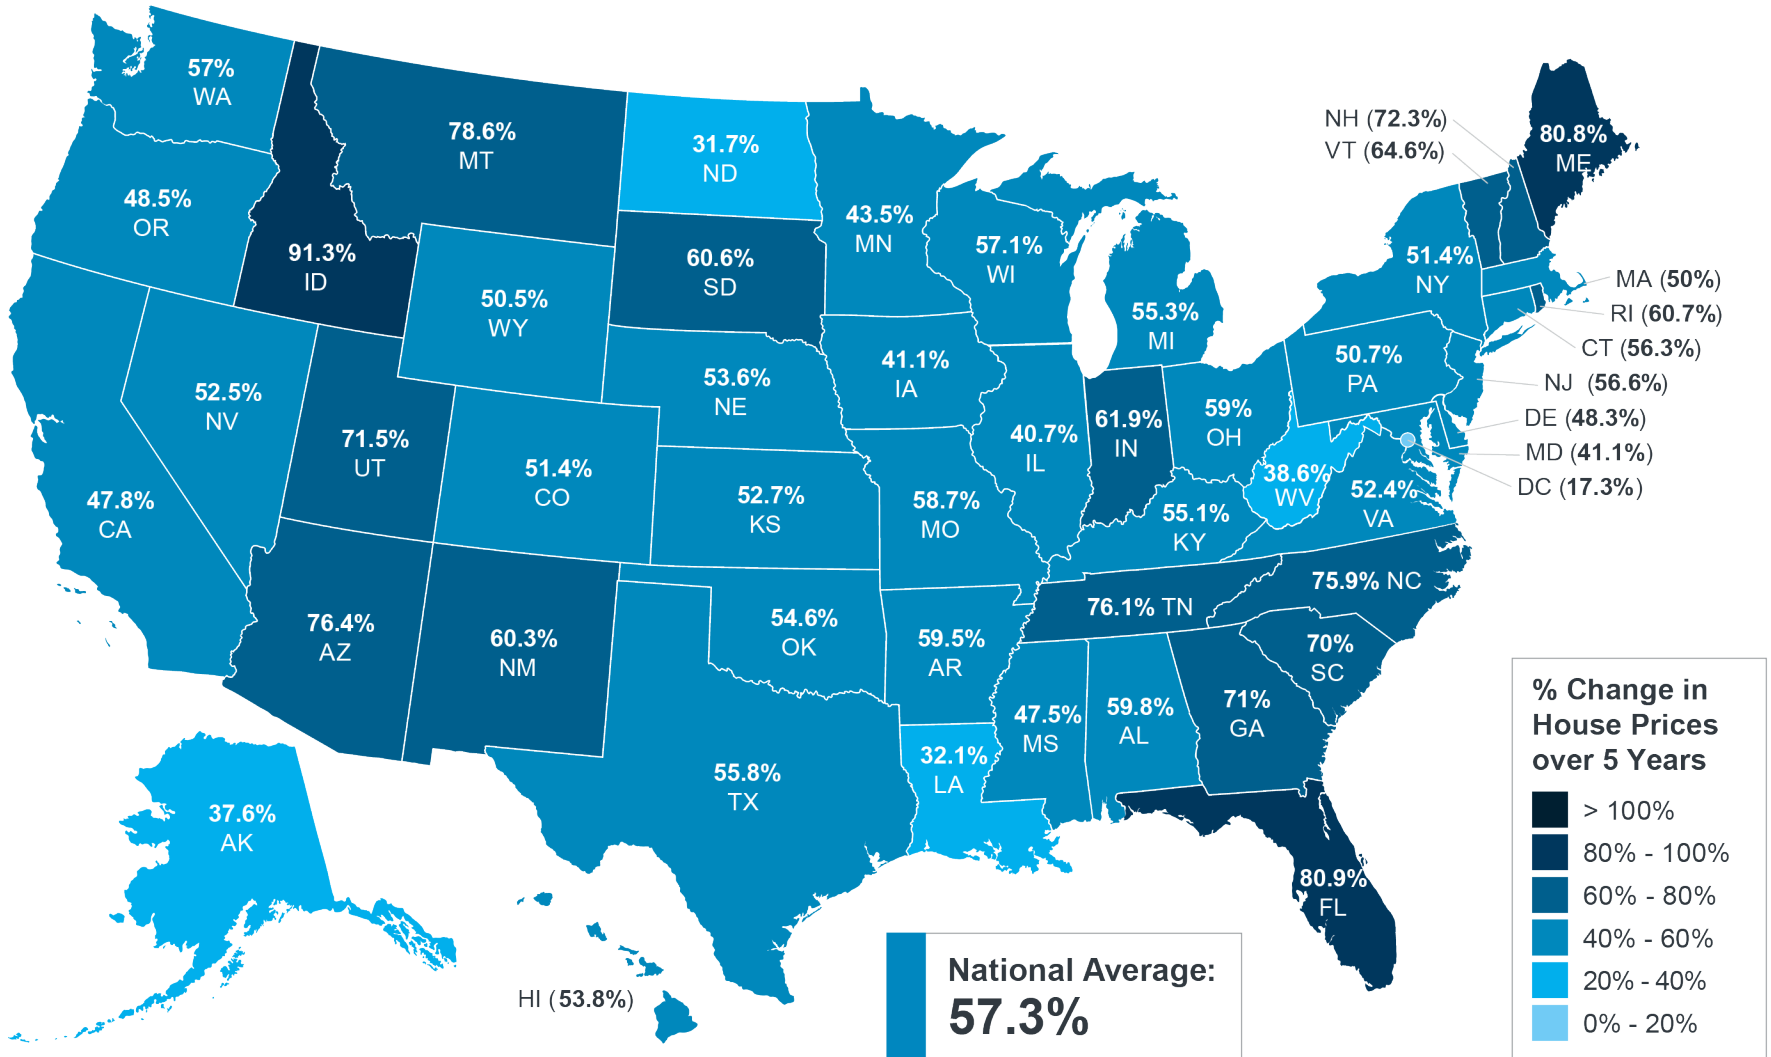 57%
WA
48.5%
OR
91.3%
ID
78.6%
MT
31.7%
ND
60.6%
SD
50.5%
WY
43.5%
MN
57.1%
WI
55.3%
MI
NH (72.3%)
VT (64.6%)
80.8%
ME
51.4%
NY
MA (50%)
RI (60.7%)
CT (56.3%)
NJ (56.6%)
DE (48.3%)
MD (41.1%)
DC (17.3%)
50.7%
PA
47.8%
CA
52.5%
NV
71.5%
UT
51.4%
CO
53.6%
NE
52.7%
KS
41.1%
IA
58.7%
MO
40.7%
IL
61.9%
IN
59%
OH
38.6%
WV
52.4%
VA
55.1%
KY
76.1% TN
75.9% NC
70%
SC
76.4%
AZ
60.3%
NM
54.6%
OK
59.5%
AR
55.8%
TX
32.1%
LA
47.5%
MS
59.8%
AL
71%
GA
80.9%
FL
37.6%
AK
HI (53.8%)
National Average:
57.3%
% Change in
House Prices
over 5 Years
> 100%
80% - 100%
60% - 80%
40% - 60%
20% - 40%
0% - 20%